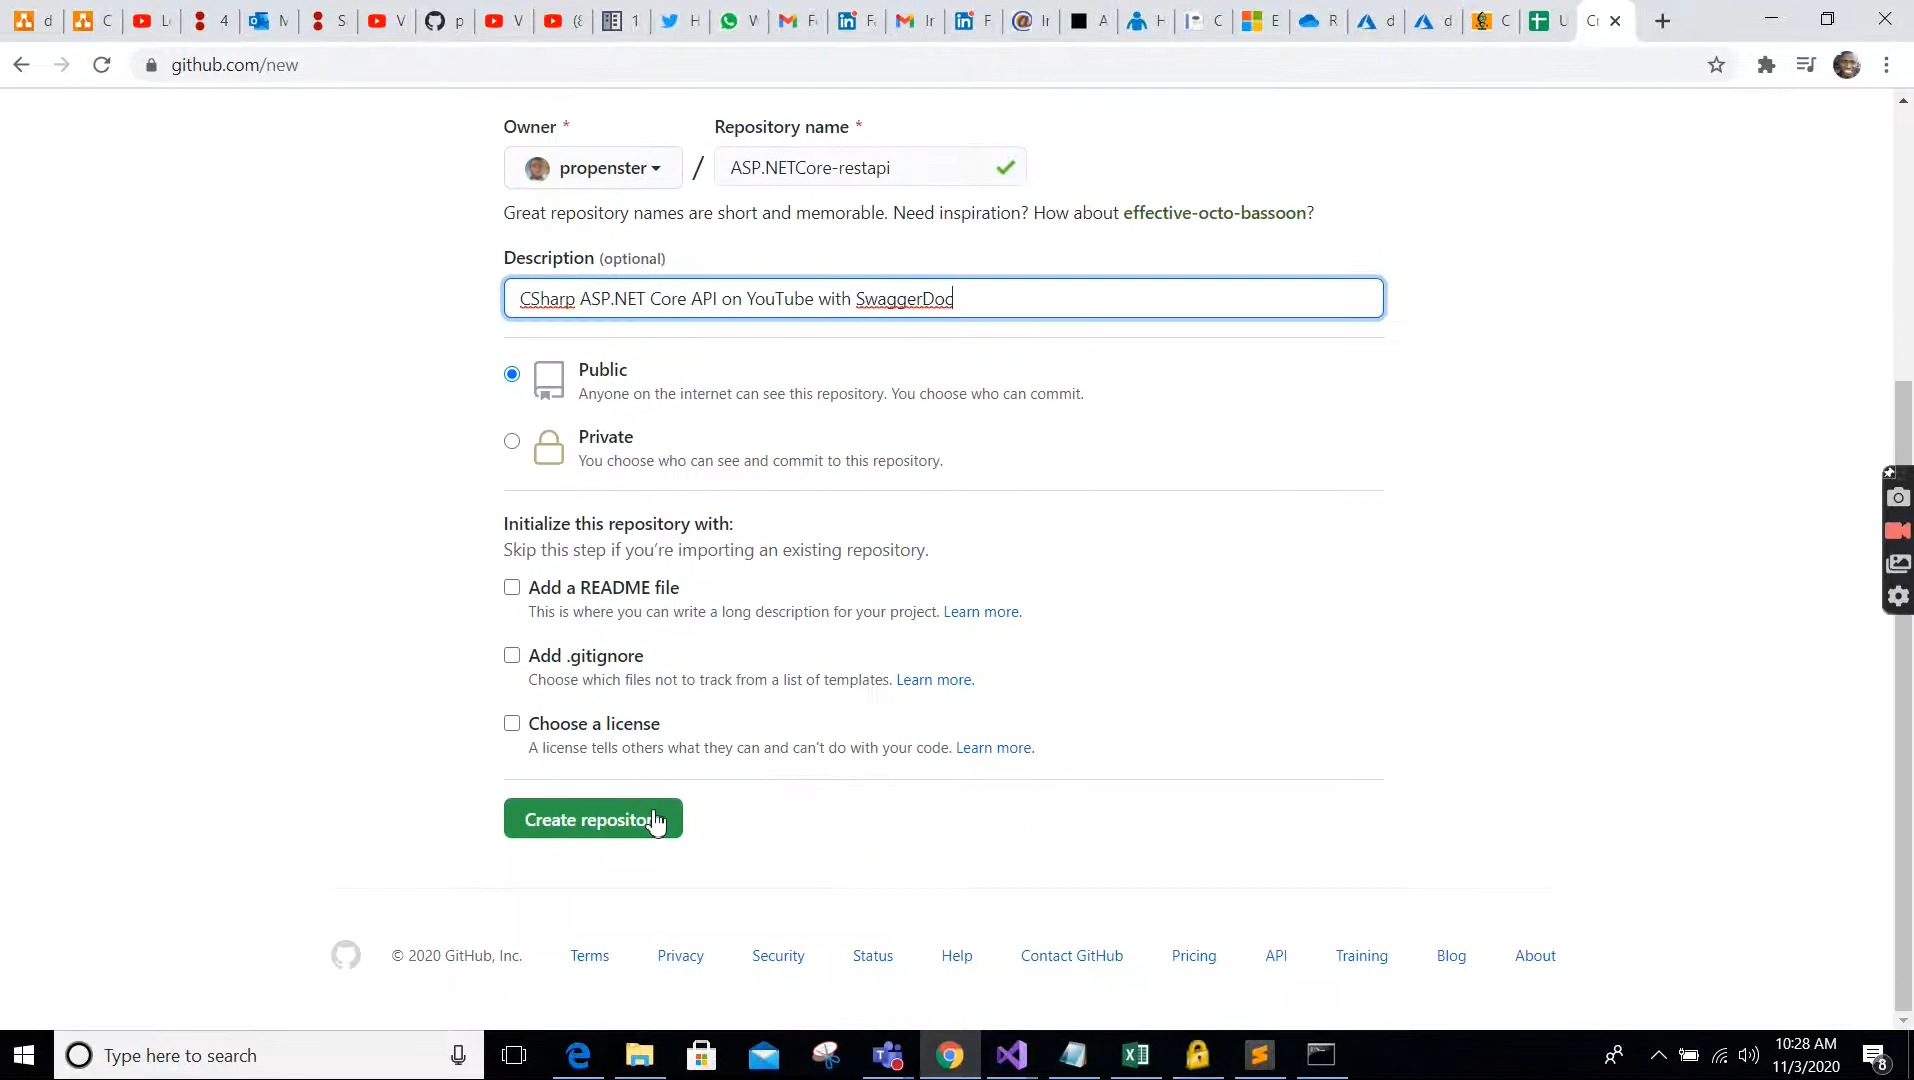 d C L 4 M S V p V (8 1 H W F F Ir F Ir A H C E R d d C U Cr
github.com/new
Owner * Repository name *
propenster / ASP.NETCore-restapi
Great repository names are short and memorable. Need inspiration? How about effective-octo-bassoon?
Description (optional)
CSharp ASP.NET Core API on YouTube with SwaggerDoc
Public
Anyone on the internet can see this repository. You choose who can commit.
Private
You choose who can see and commit to this repository.
Initialize this repository with:
Skip this step if you’re importing an existing repository.
Add a README file
This is where you can write a long description for your project. Learn more.
Add .gitignore
Choose which files not to track from a list of templates. Learn more.
Choose a license
A license tells others what they can and can't do with your code. Learn more.
Create repository
© 2020 GitHub, Inc. Terms Privacy Security Status Help Contact GitHub Pricing API Training Blog About
Type here to search
10:28 AM
11/3/2020
8